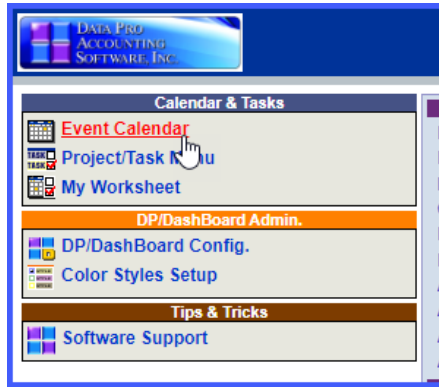 DATA PRO
ACCOUNTING
SOFTWARE, INC.
Calendar & Tasks
Event Calendar
Project/Task M nu
My Worksheet
DP/DashBoard Admin.
DP/DashBoard Config.
Color Styles Setup
Tips & Tricks
Software Support